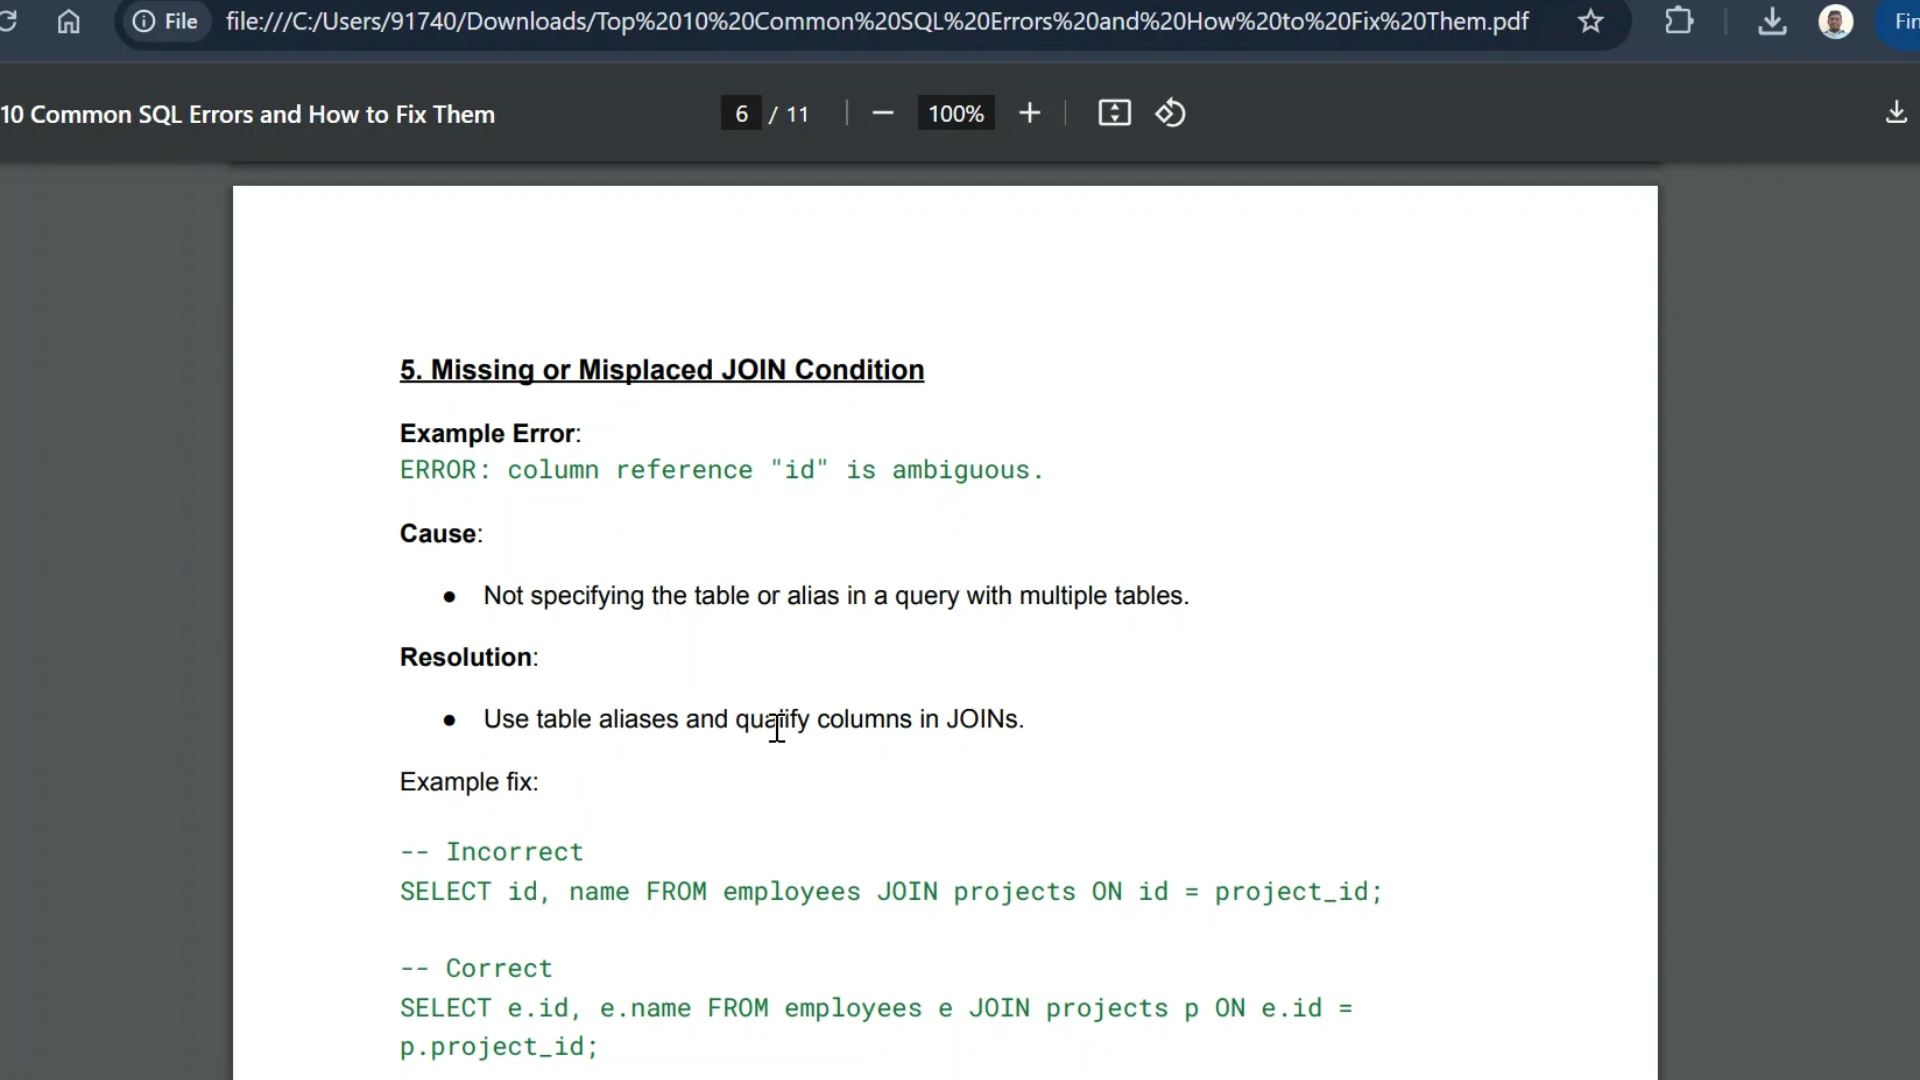 File file:///C:/Users/91740/Downloads/Top%2010%20Common%20SQL%20Errors%20and%20How%20to%20Fix%20Them.pdf
10 Common SQL Errors and How to Fix Them 6 / 11 100%
5. Missing or Misplaced JOIN Condition
Example Error:
ERROR: column reference "id" is ambiguous.
Cause:
● Not specifying the table or alias in a query with multiple tables.
Resolution:
● Use table aliases and qualify columns in JOINs.
Example fix:
-- Incorrect
SELECT id, name FROM employees JOIN projects ON id = project_id;
-- Correct
SELECT e.id, e.name FROM employees e JOIN projects p ON e.id =
p.project_id;